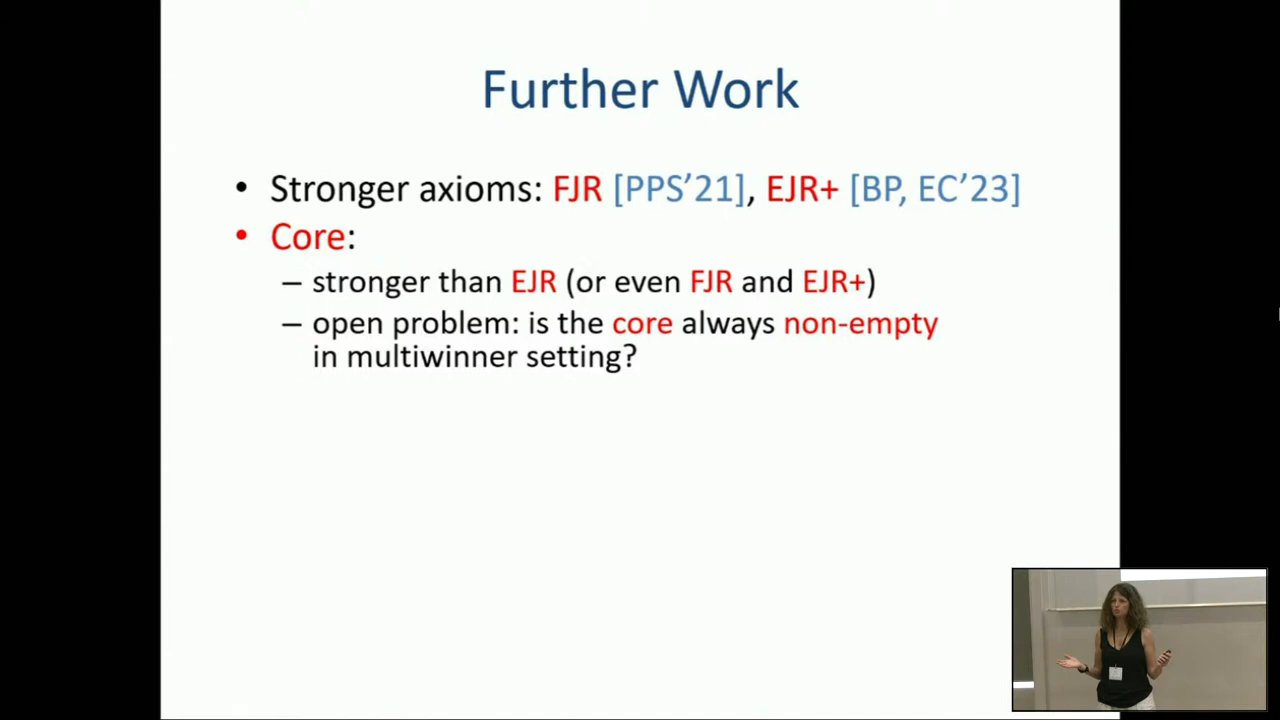 Further Work
• Stronger axioms: FJR [PPS’21], EJR+ [BP, EC’23]
• Core:
– stronger than EJR (or even FJR and EJR+)
– open problem: is the core always non-empty
in multiwinner setting?